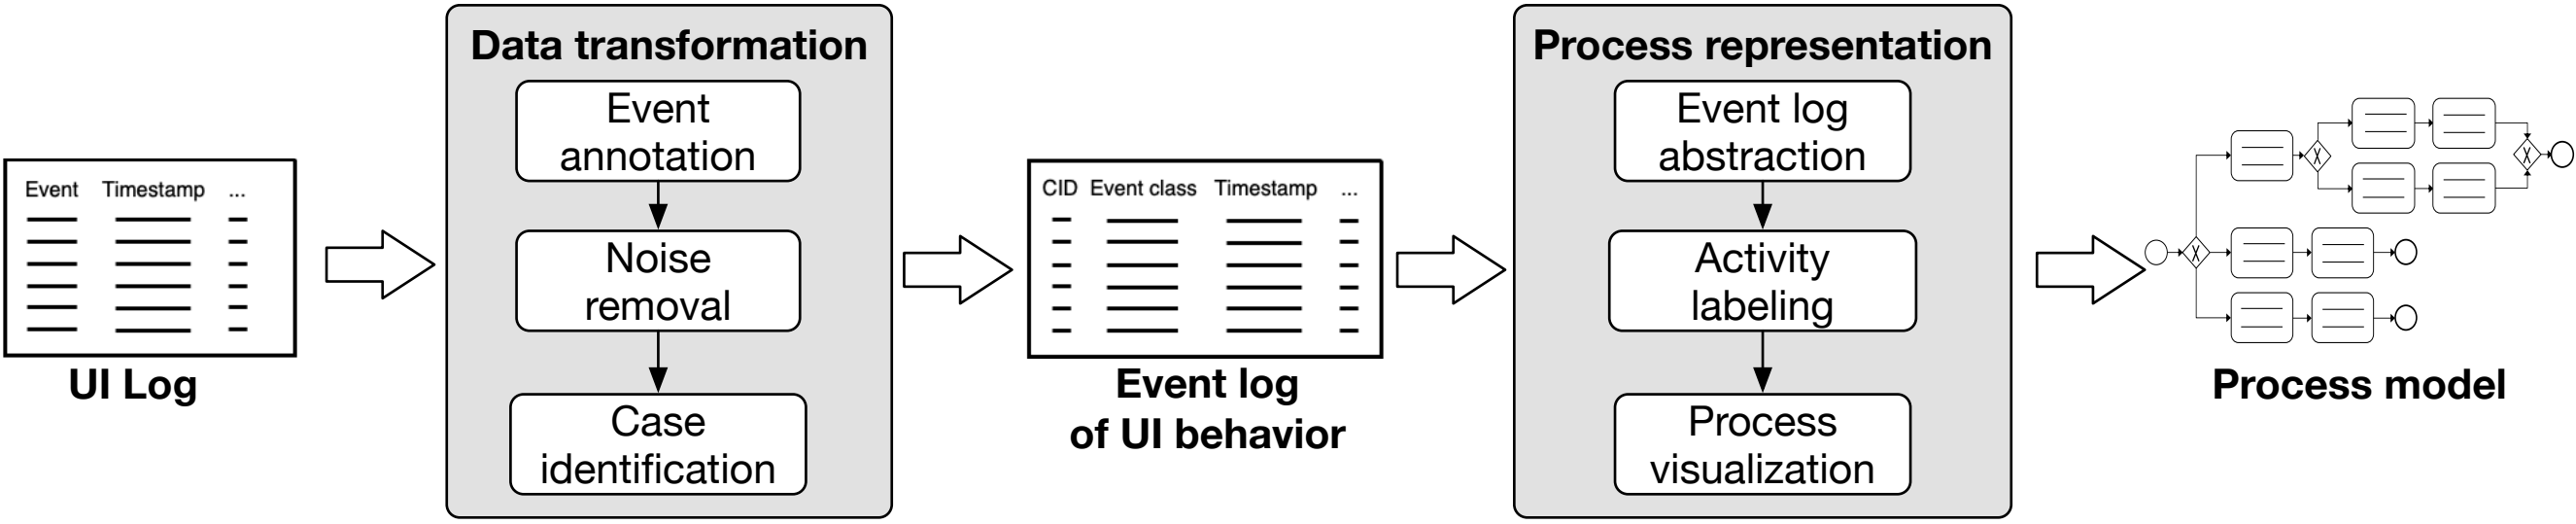 Event Timestamp ...
UI Log
Data transformation
Event
annotation
Noise
removal
Case
identification
CID Event class Timestamp ...
Event log
of UI behavior
Process representation
Event log
abstraction
Activity
labeling
Process
visualization
X
X
X
Process model